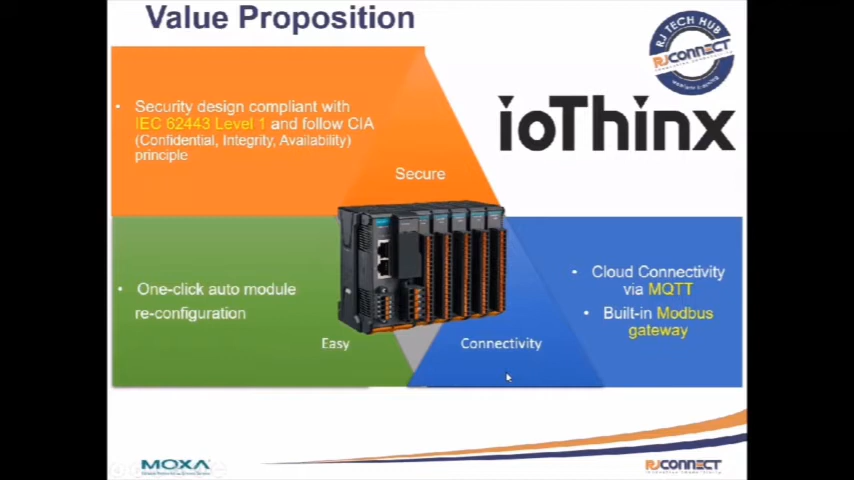 Value Proposition
RJ TECH HUB
RJCONNECT
ioThinx
• Security design compliant with
IEC 62443 Level 1 and follow CIA
(Confidential, Integrity, Availability)
principle
Secure
• One-click auto module
re-configuration
Easy
Connectivity
• Cloud Connectivity
via MQTT
• Built-in Modbus
gateway
MOXA
RJCONNECT